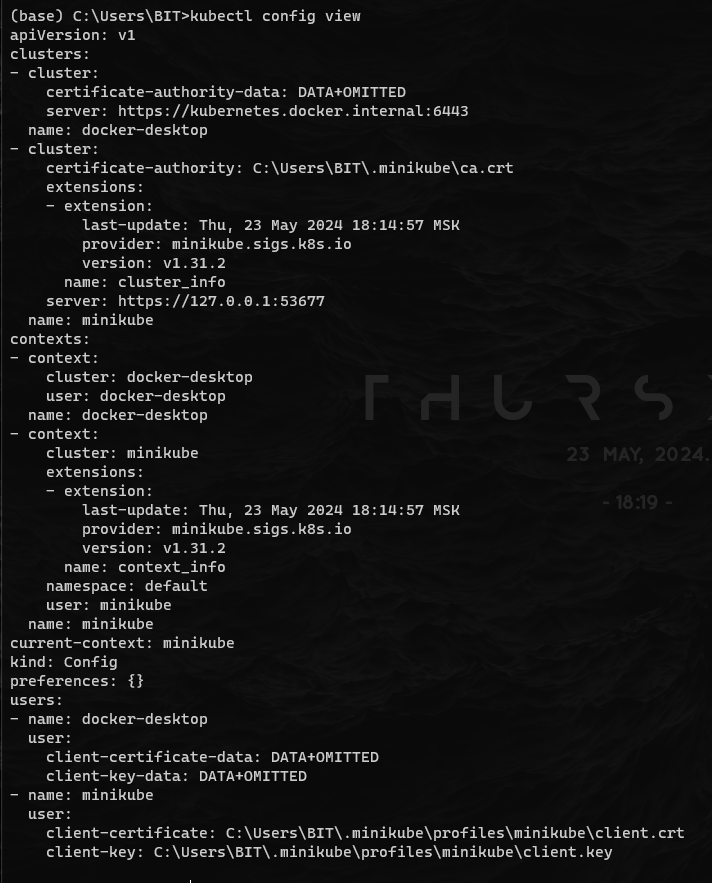 (base) C:\Users\BIT>kubectl config view
apiVersion: v1
clusters:
- cluster:
    certificate-authority-data: DATA+OMITTED
    server: https://kubernetes.docker.internal:6443
  name: docker-desktop
- cluster:
    certificate-authority: C:\Users\BIT\.minikube\ca.crt
    extensions:
    - extension:
        last-update: Thu, 23 May 2024 18:14:57 MSK
        provider: minikube.sigs.k8s.io
        version: v1.31.2
      name: cluster_info
    server: https://127.0.0.1:53677
  name: minikube
contexts:
- context:
    cluster: docker-desktop
    user: docker-desktop
  name: docker-desktop
- context:
    cluster: minikube
    extensions:
    - extension:
        last-update: Thu, 23 May 2024 18:14:57 MSK
        provider: minikube.sigs.k8s.io
        version: v1.31.2
      name: context_info
    namespace: default
    user: minikube
  name: minikube
current-context: minikube
kind: Config
preferences: {}
users:
- name: docker-desktop
  user:
    client-certificate-data: DATA+OMITTED
    client-key-data: DATA+OMITTED
- name: minikube
  user:
    client-certificate: C:\Users\BIT\.minikube\profiles\minikube\client.crt
    client-key: C:\Users\BIT\.minikube\profiles\minikube\client.key
THURS
23 MAY, 2024.
- 18:19 -